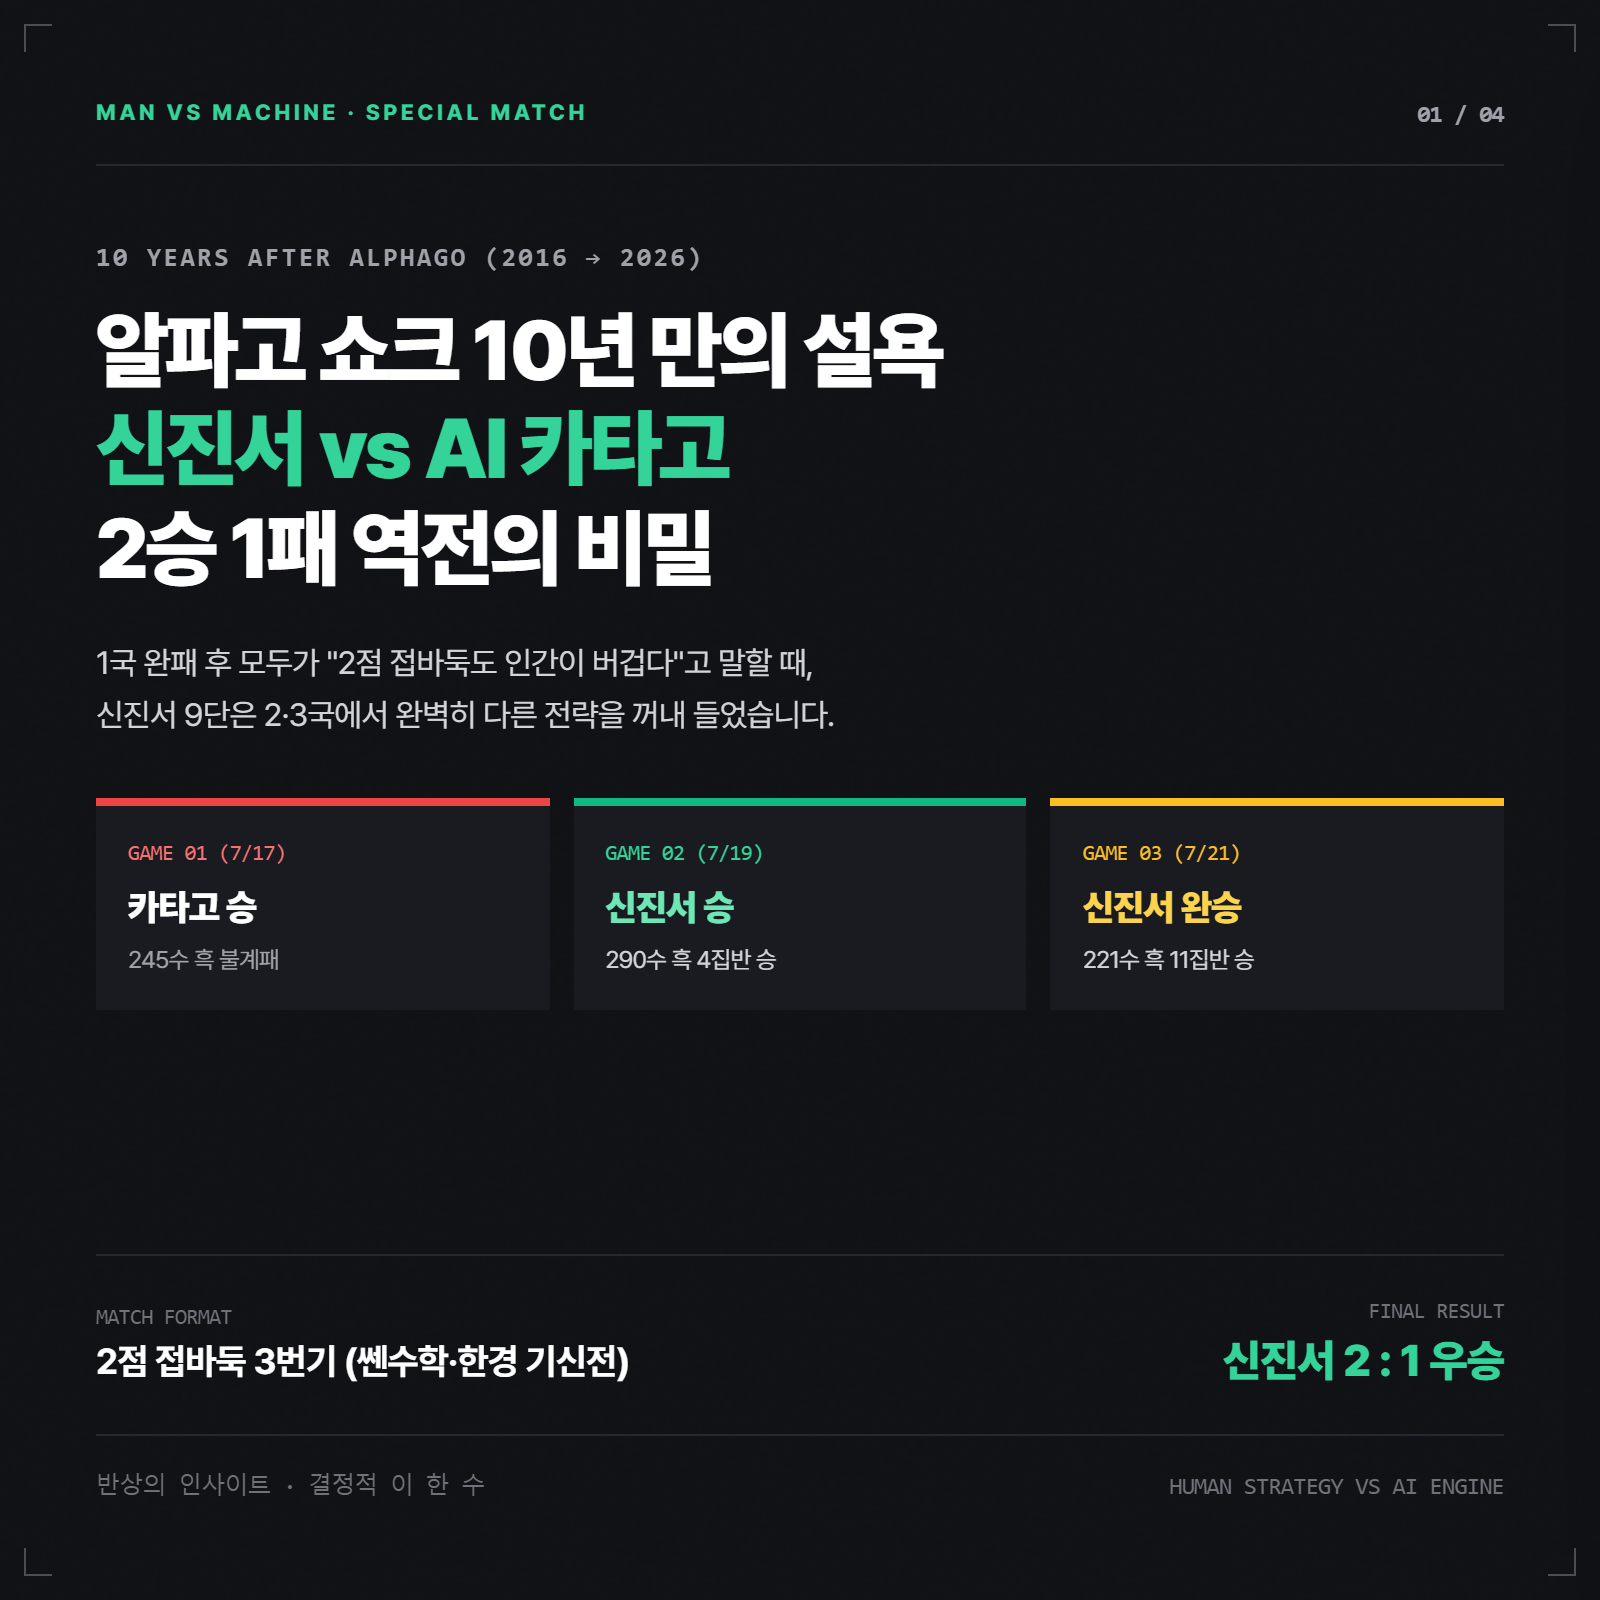 MAN VS MACHINE · SPECIAL MATCH
01 / 04
10 YEARS AFTER ALPHAGO (2016 → 2026)
알파고 쇼크 10년 만의 설욕
신진서 vs AI 카타고
2승 1패 역전의 비밀
1국 완패 후 모두가 "2점 접바둑도 인간이 버겁다"고 말할 때,
신진서 9단은 2·3국에서 완벽히 다른 전략을 꺼내 들었습니다.
GAME 01 (7/17)
카타고 승
245수 흑 불계패
GAME 02 (7/19)
신진서 승
290수 흑 4집반 승
GAME 03 (7/21)
신진서 완승
221수 흑 11집반 승
MATCH FORMAT
2점 접바둑 3번기 (쎈수학·한경 기신전)
FINAL RESULT
신진서 2 : 1 우승
반상의 인사이트 · 결정적 이 한 수
HUMAN STRATEGY VS AI ENGINE